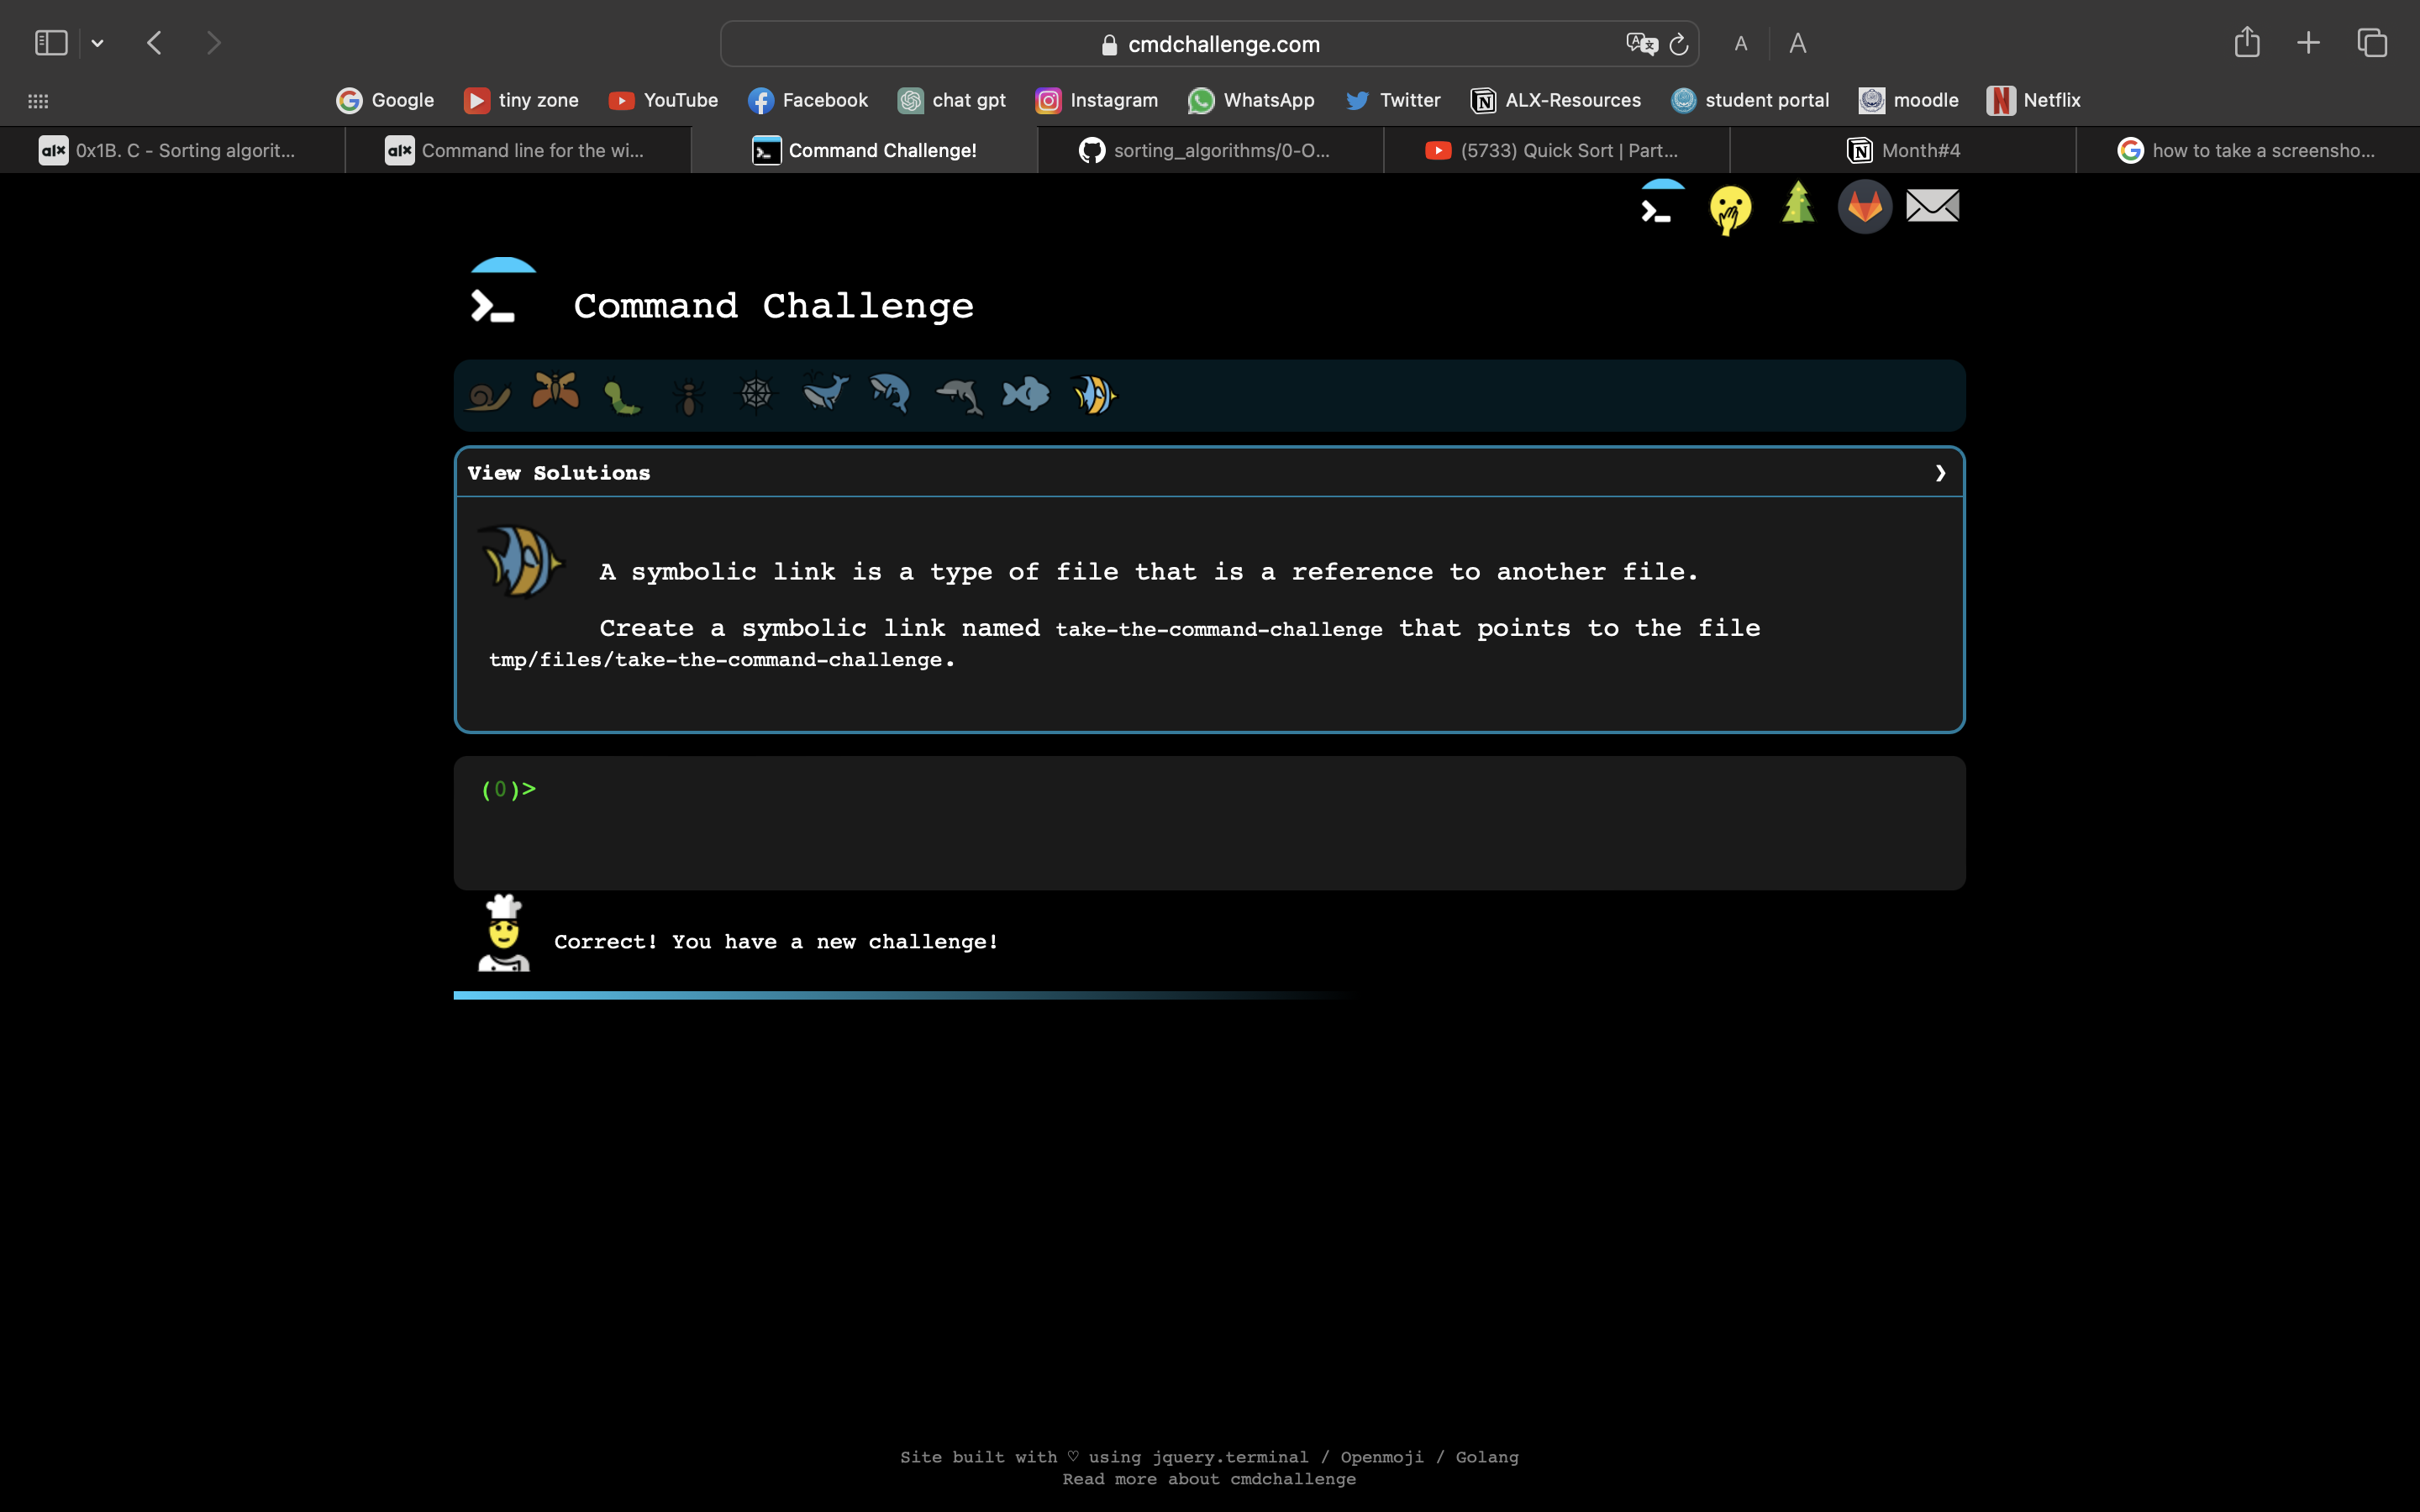 cmdchallenge.com
A A
Google tiny zone YouTube Facebook chat gpt Instagram WhatsApp Twitter ALX-Resources student portal moodle Netflix
alx 0x1B. C - Sorting algorit... alx Command line for the wi... Command Challenge! sorting_algorithms/0-O... (5733) Quick Sort | Part... Month#4 how to take a screensho...
Command Challenge
View Solutions ❯
A symbolic link is a type of file that is a reference to another file.
Create a symbolic link named take-the-command-challenge that points to the file
tmp/files/take-the-command-challenge.
(0)>
Correct! You have a new challenge!
Site built with ♡ using jquery.terminal / Openmoji / Golang
Read more about cmdchallenge